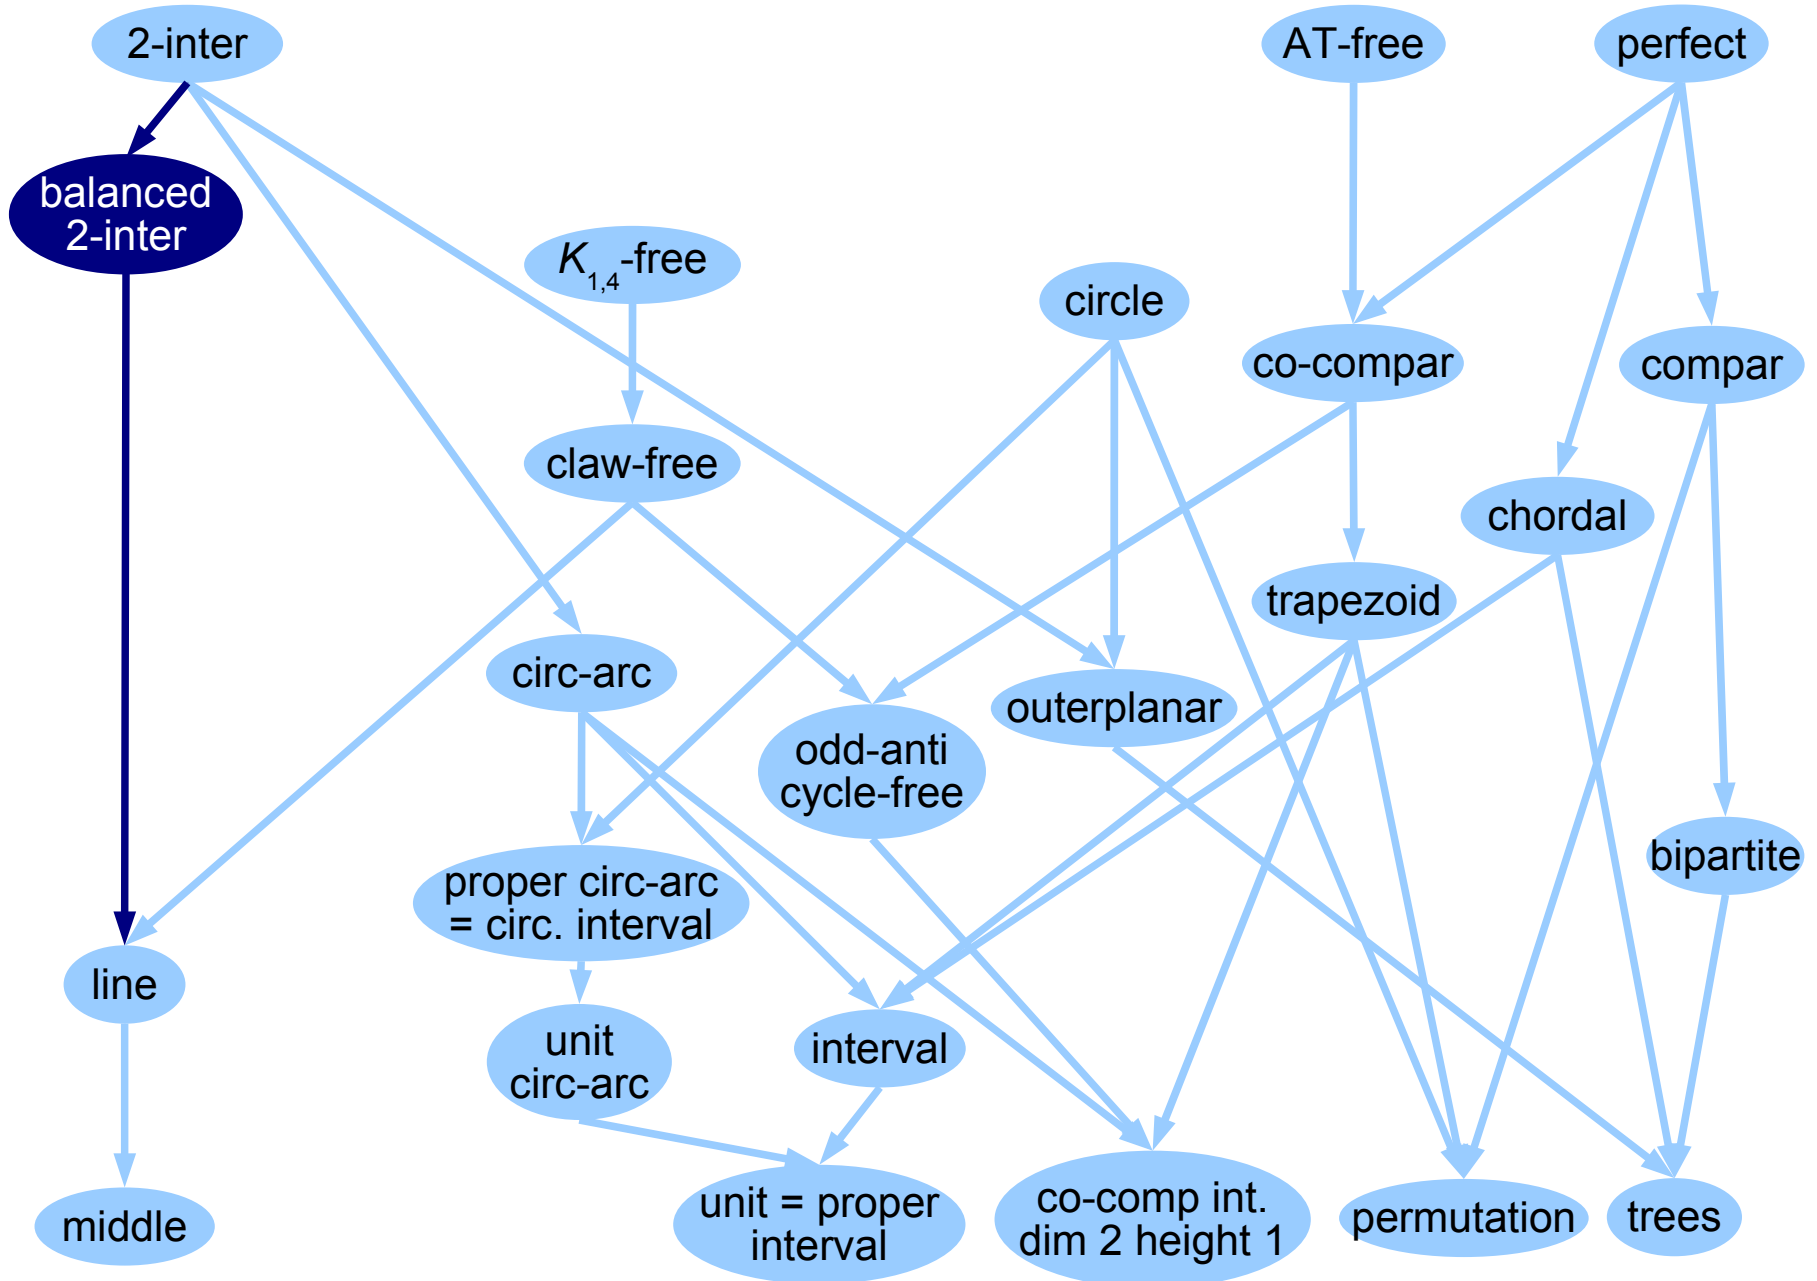 2-inter
AT-free
perfect
balanced
2-inter
K1,4-free
circle
co-compar
compar
claw-free
chordal
trapezoid
circ-arc
outerplanar
odd-anti
cycle-free
bipartite
proper circ-arc
= circ. interval
line
unit
circ-arc
interval
middle
unit = proper
interval
co-comp int.
dim 2 height 1
permutation
trees